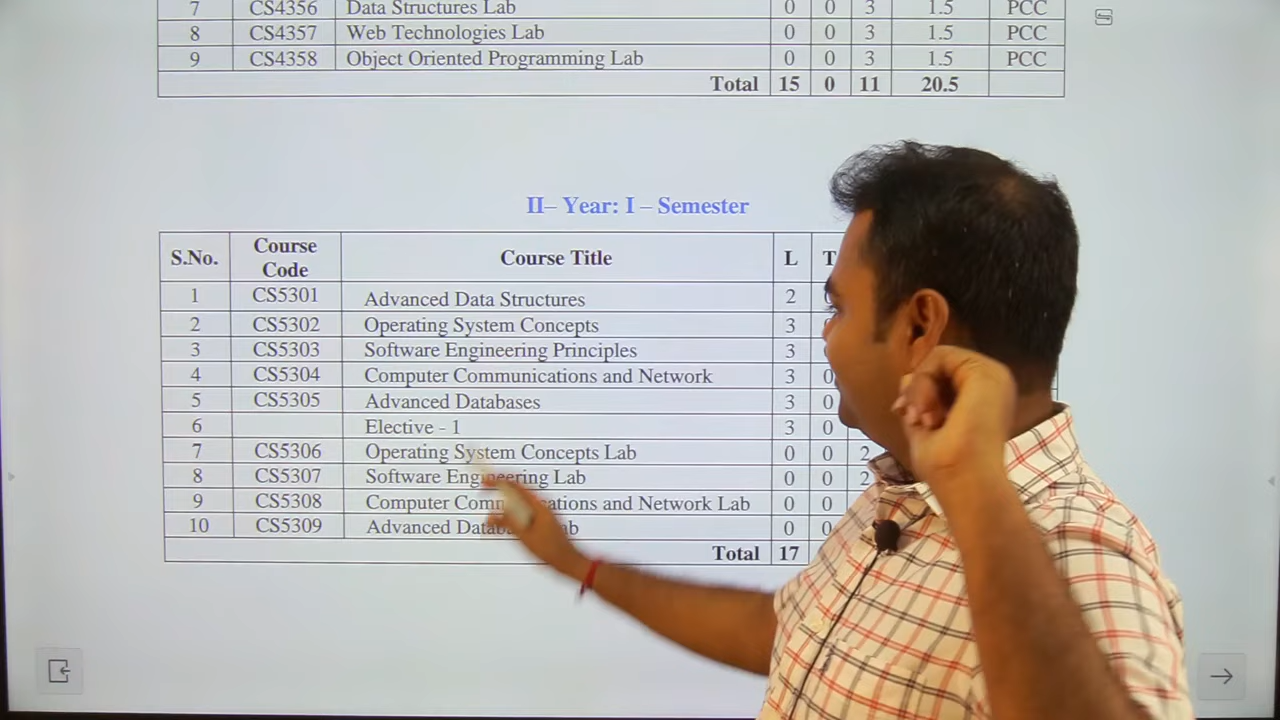 7 CS4356 Data Structures Lab 0 0 3 1.5 PCC
8 CS4357 Web Technologies Lab 0 0 3 1.5 PCC
9 CS4358 Object Oriented Programming Lab 0 0 3 1.5 PCC
Total 15 0 11 20.5
II– Year: I – Semester
S.No. Course Code Course Title L T
1 CS5301 Advanced Data Structures 2 0
2 CS5302 Operating System Concepts 3 0
3 CS5303 Software Engineering Principles 3
4 CS5304 Computer Communications and Network 3 0
5 CS5305 Advanced Databases 3 0
6 Elective - 1 3 0
7 CS5306 Operating System Concepts Lab 0 0 2
8 CS5307 Software Engineering Lab 0 0 2
9 CS5308 Computer Communications and Network Lab 0 0
10 CS5309 Advanced Database Lab 0 0
Total 17